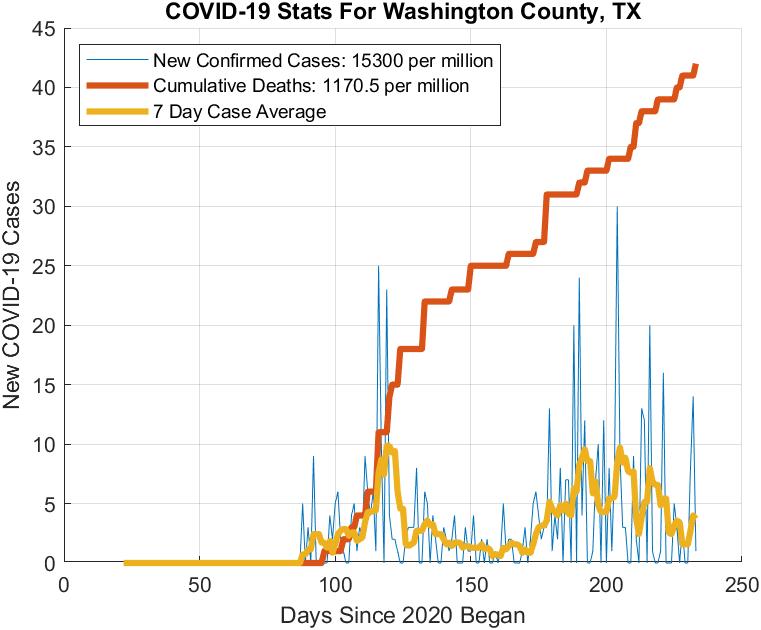 COVID-19 Stats For Washington County, TX
New Confirmed Cases: 15300 per million
Cumulative Deaths: 1170.5 per million
7 Day Case Average
New COVID-19 Cases
45
40
35
30
25
20
15
10
5
0
0 50 100 150 200 250
Days Since 2020 Began